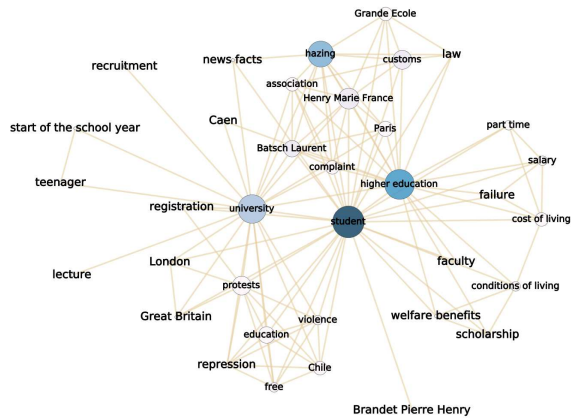 Grande Ecole
hazing
law
news facts
customs
recruitment
association
Henry Marie France
Caen
Paris
part time
start of the school year
Batsch Laurent
complaint
salary
teenager
higher education
failure
registration
university
student
cost of living
London
faculty
lecture
protests
conditions of living
Great Britain
violence
welfare benefits
education
scholarship
repression
Chile
free
Brandet Pierre Henry